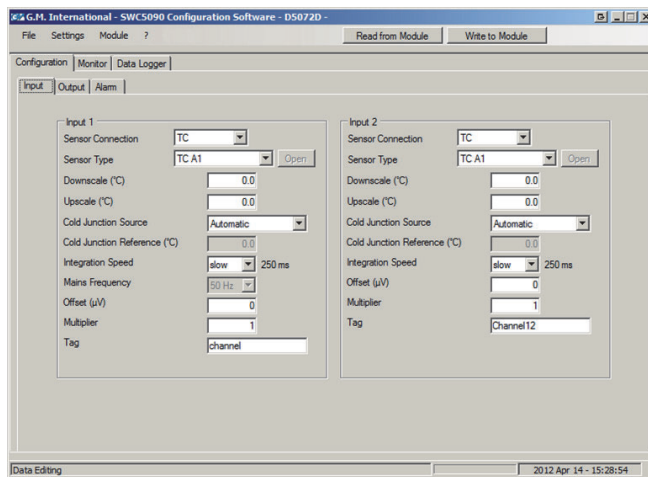 G.M. International - SWC5090 Configuration Software - D5072D -
File Settings Module ? Read from Module Write to Module
Configuration Monitor Data Logger
Input Output Alarm
Input 1
Sensor Connection TC
Sensor Type TC A1 Open
Downscale (°C) 0.0
Upscale (°C) 0.0
Cold Junction Source Automatic
Cold Junction Reference (°C) 0.0
Integration Speed slow 250 ms
Mains Frequency 50 Hz
Offset (µV) 0
Multiplier 1
Tag channel
Input 2
Sensor Connection TC
Sensor Type TC A1 Open
Downscale (°C) 0.0
Upscale (°C) 0.0
Cold Junction Source Automatic
Cold Junction Reference (°C) 0.0
Integration Speed slow 250 ms
Offset (µV) 0
Multiplier 1
Tag Channel12
Data Editing 2012 Apr 14 - 15:28:54